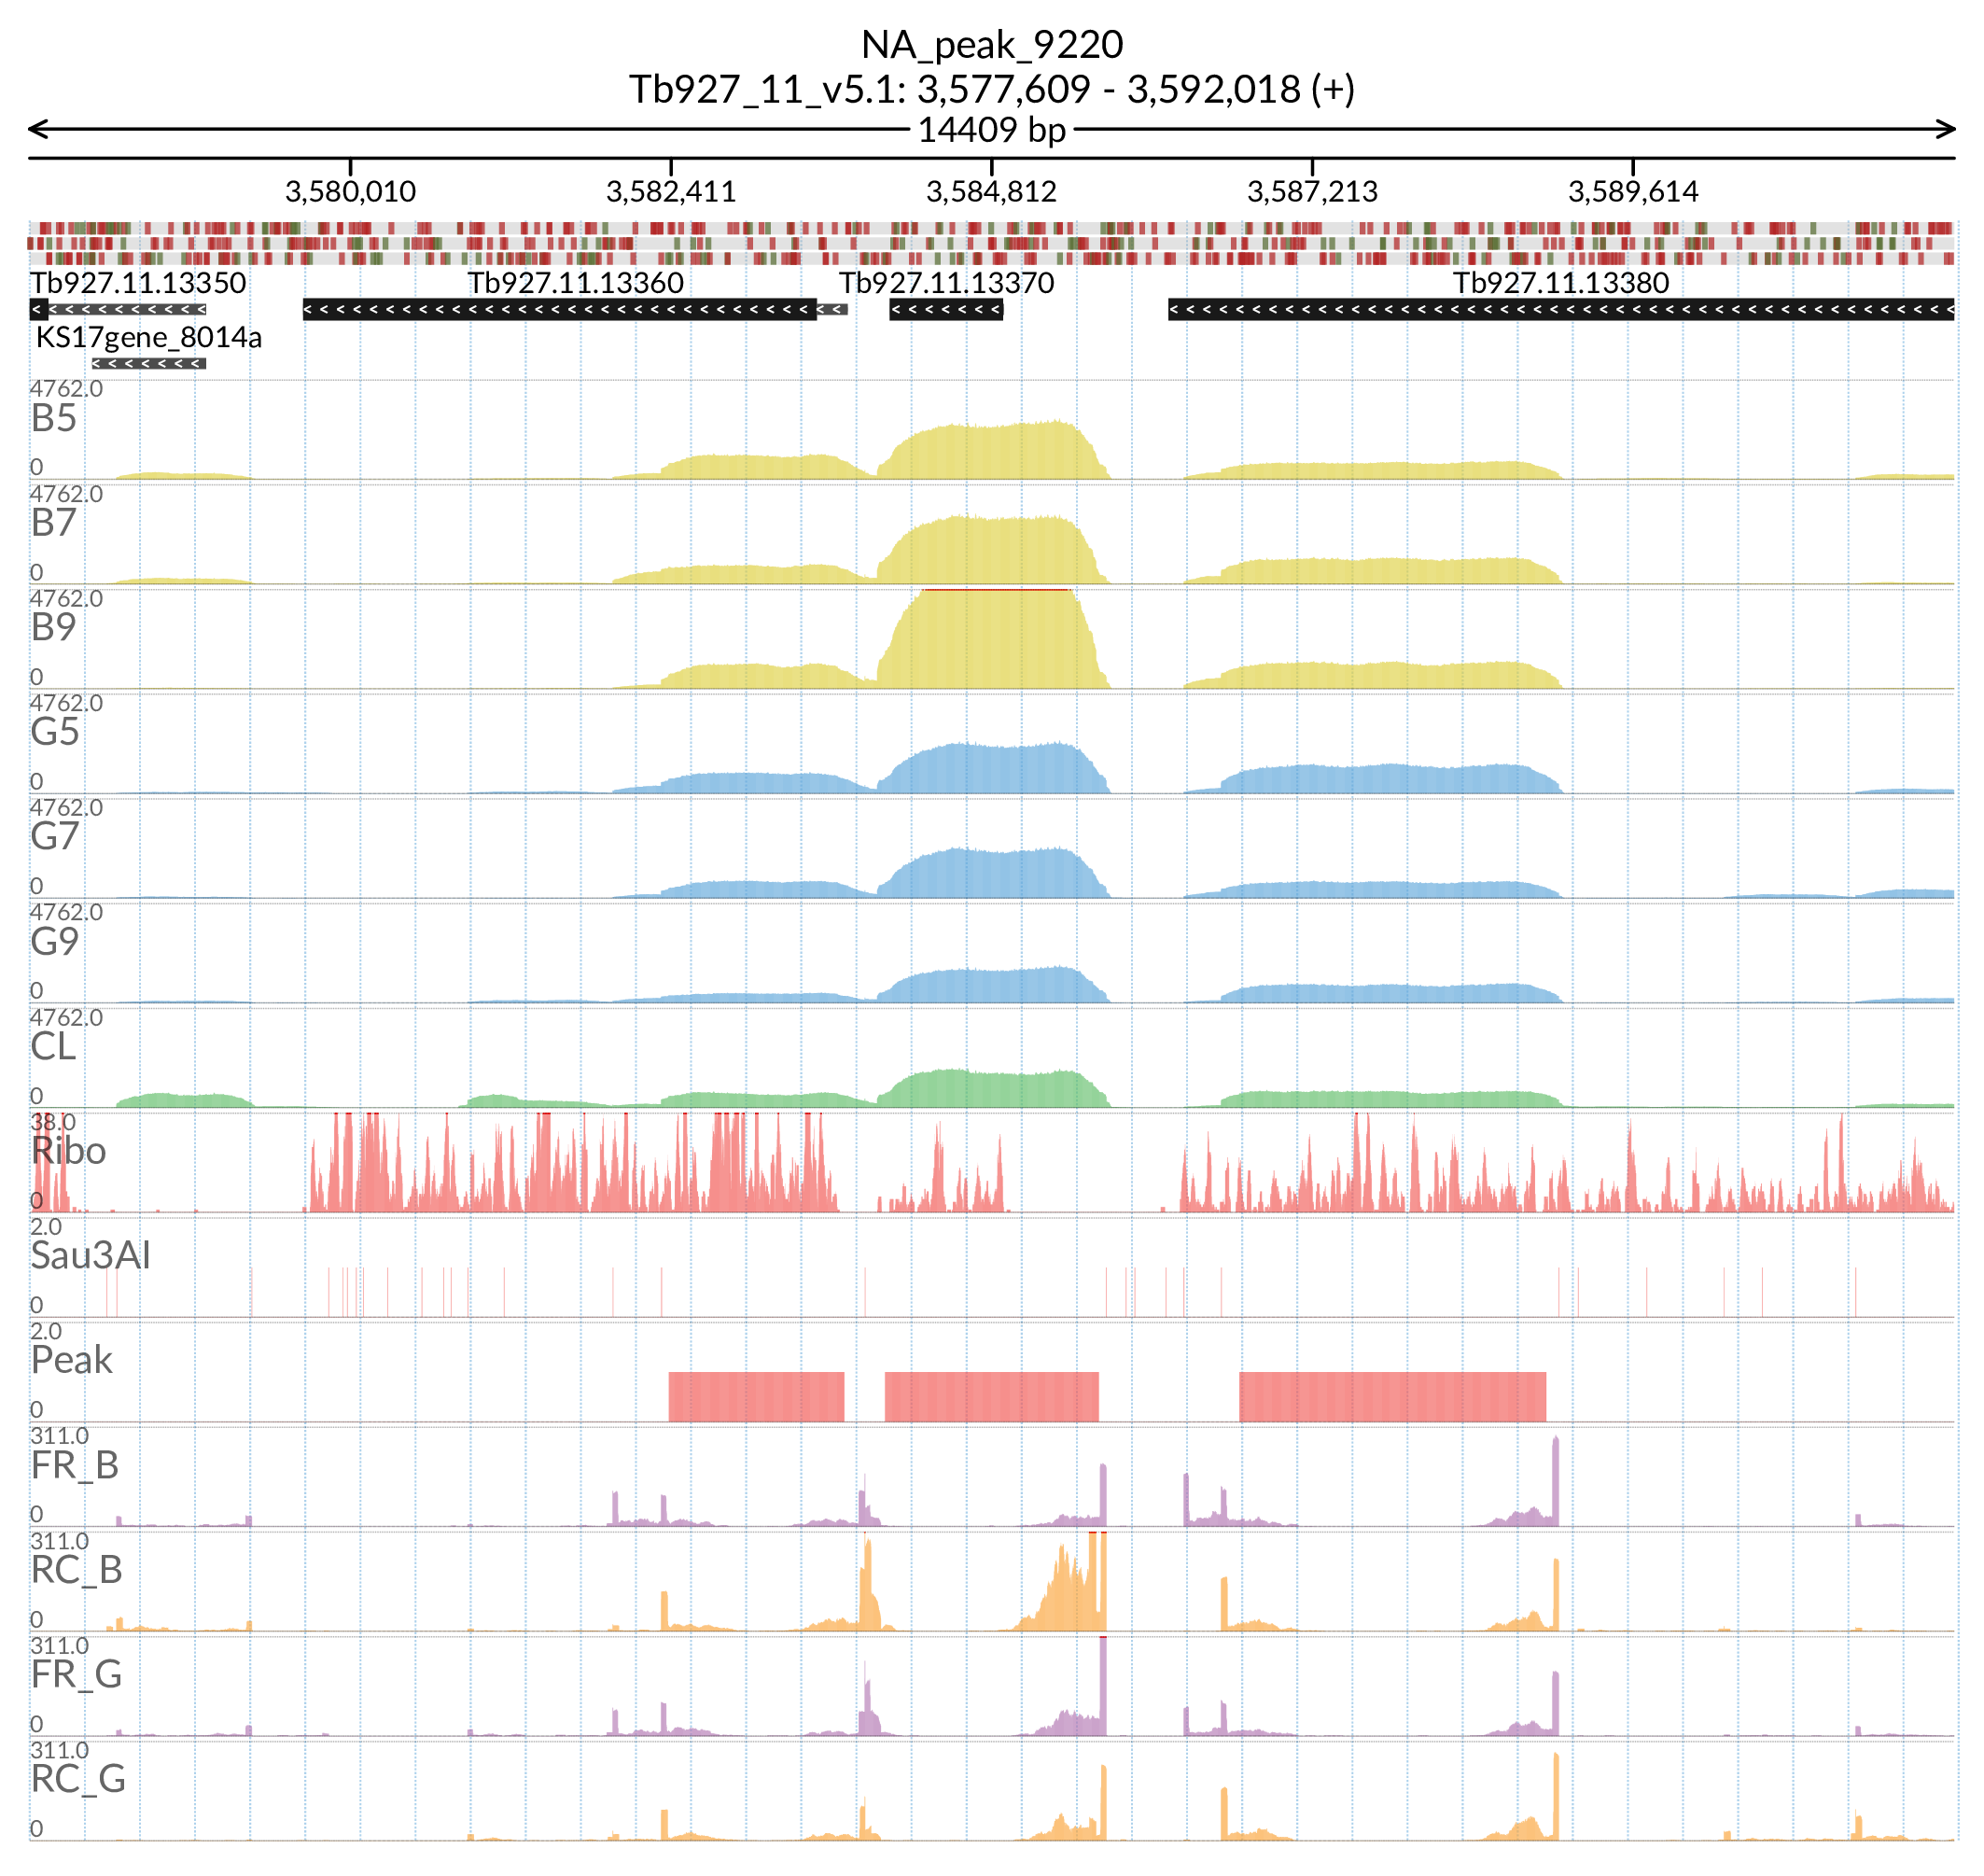 NA_peak_9220
Tb927_11_v5.1: 3,577,609 - 3,592,018 (+)
14409 bp
3,580,010 3,582,411 3,584,812 3,587,213 3,589,614
Tb927.11.13350 Tb927.11.13360 Tb927.11.13370 Tb927.11.13380
KS17gene_8014a
4762.0
B5
0
4762.0
B7
0
4762.0
B9
0
4762.0
G5
0
4762.0
G7
0
4762.0
G9
0
4762.0
CL
0
38.0
Ribo
0
2.0
Sau3AI
0
2.0
Peak
0
311.0
FR_B
0
311.0
RC_B
0
311.0
FR_G
0
311.0
RC_G
0